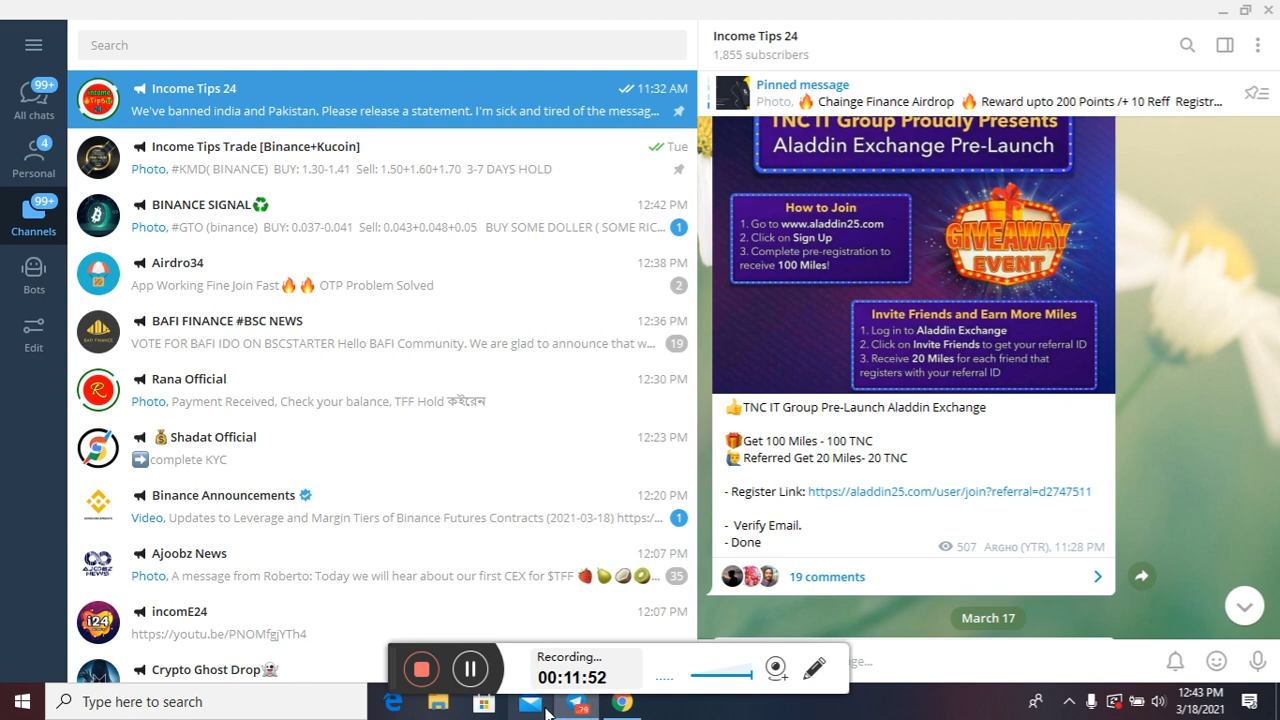 Search
Income Tips 24
1,855 subscribers
99+
All chats
4
Personal
99+
Channels
Bots
Edit
Income Tips 24 11:32 AM
We've banned india and Pakistan. Please release a statement. I'm sick and tired of the messag...
Income Tips Trade [Binance+Kucoin] Tue
Photo, #KMD( BINANCE) BUY: 1.30-1.41 Sell: 1.50+1.60+1.70 3-7 DAYS HOLD
BINANCE SIGNAL♻ 12:42 PM
Photo, #GTO (binance) BUY: 0.037-0.041 Sell: 0.043+0.048+0.05 BUY SOME DOLLER ( SOME RIC... 1
Airdro34 12:38 PM
App Working Fine Join Fast🔥🔥 OTP Problem Solved 2
BAFI FINANCE #BSC NEWS 12:36 PM
VOTE FOR BAFI IDO ON BSCSTARTER Hello BAFI Community. We are glad to announce that w... 19
BAFI FINANCE
Rana Official 12:30 PM
Photo, Payment Received, Check your balance, TFF Hold কইরেন
💰Shadat Official 12:23 PM
➡complete KYC
Binance Announcements 12:20 PM
Video, Updates to Leverage and Margin Tiers of Binance Futures Contracts (2021-03-18) https:/... 1
Ajoobz News 12:07 PM
Photo, A message from Roberto: Today we will hear about our first CEX for $TFF 🍓🍐🥥🥝... 35
incomE24 12:07 PM
https://youtu.be/PNOMfgjYTh4
i24
Crypto Ghost Drop👻
Pinned message
Photo, 🔥 Chainge Finance Airdrop 🔥 Reward upto 200 Points /+ 10 Reff Registr...
TNC IT Group Proudly Presents
Aladdin Exchange Pre-Launch
How to Join
1. Go to www.aladdin25.com
2. Click on Sign Up
3. Complete pre-registration to
receive 100 Miles!
GIVEAWAY
EVENT
Invite Friends and Earn More Miles
1. Log in to Aladdin Exchange
2. Click on Invite Friends to get your referral ID
3. Receive 20 Miles for each friend that
registers with your referral ID
👍TNC IT Group Pre-Launch Aladdin Exchange
🎁Get 100 Miles - 100 TNC
🙋Referred Get 20 Miles- 20 TNC
- Register Link: https://aladdin25.com/user/join?referral=d2747511
- Verify Email.
- Done
507 ARGHO (YTR), 11:28 PM
19 comments
March 17
ge...
Recording...
00:11:52
Type here to search
79
12:43 PM
3/18/2021